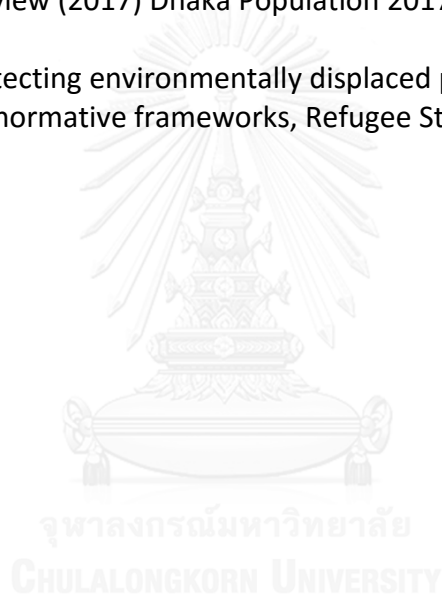 view (2017) Dhaka Population 2017
tecting environmentally displaced
normative frameworks, Refugee St
จุฬาลงกรณ์มหาวิทยาลัย
CHULALONGKORN UNIVERSITY